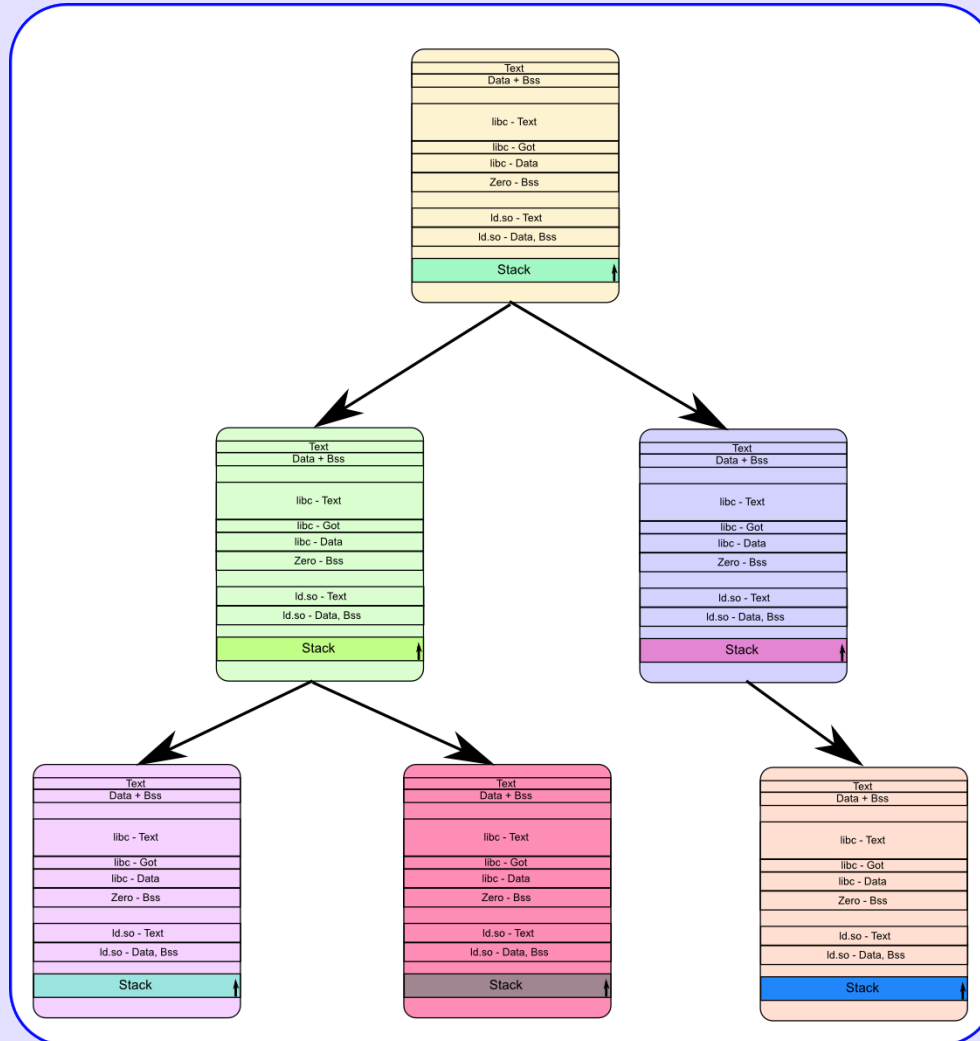 Text
Data + Bss
libc - Text
libc - Got
libc - Data
Zero - Bss
ld.so - Text
ld.so - Data, Bss
Stack
Text
Data + Bss
libc - Text
libc - Got
libc - Data
Zero - Bss
ld.so - Text
ld.so - Data, Bss
Stack
Text
Data + Bss
libc - Text
libc - Got
libc - Data
Zero - Bss
ld.so - Text
ld.so - Data, Bss
Stack
Text
Data + Bss
libc - Text
libc - Got
libc - Data
Zero - Bss
ld.so - Text
ld.so - Data, Bss
Stack
Text
Data + Bss
libc - Text
libc - Got
libc - Data
Zero - Bss
ld.so - Text
ld.so - Data, Bss
Stack
Text
Data + Bss
libc - Text
libc - Got
libc - Data
Zero - Bss
ld.so - Text
ld.so - Data, Bss
Stack